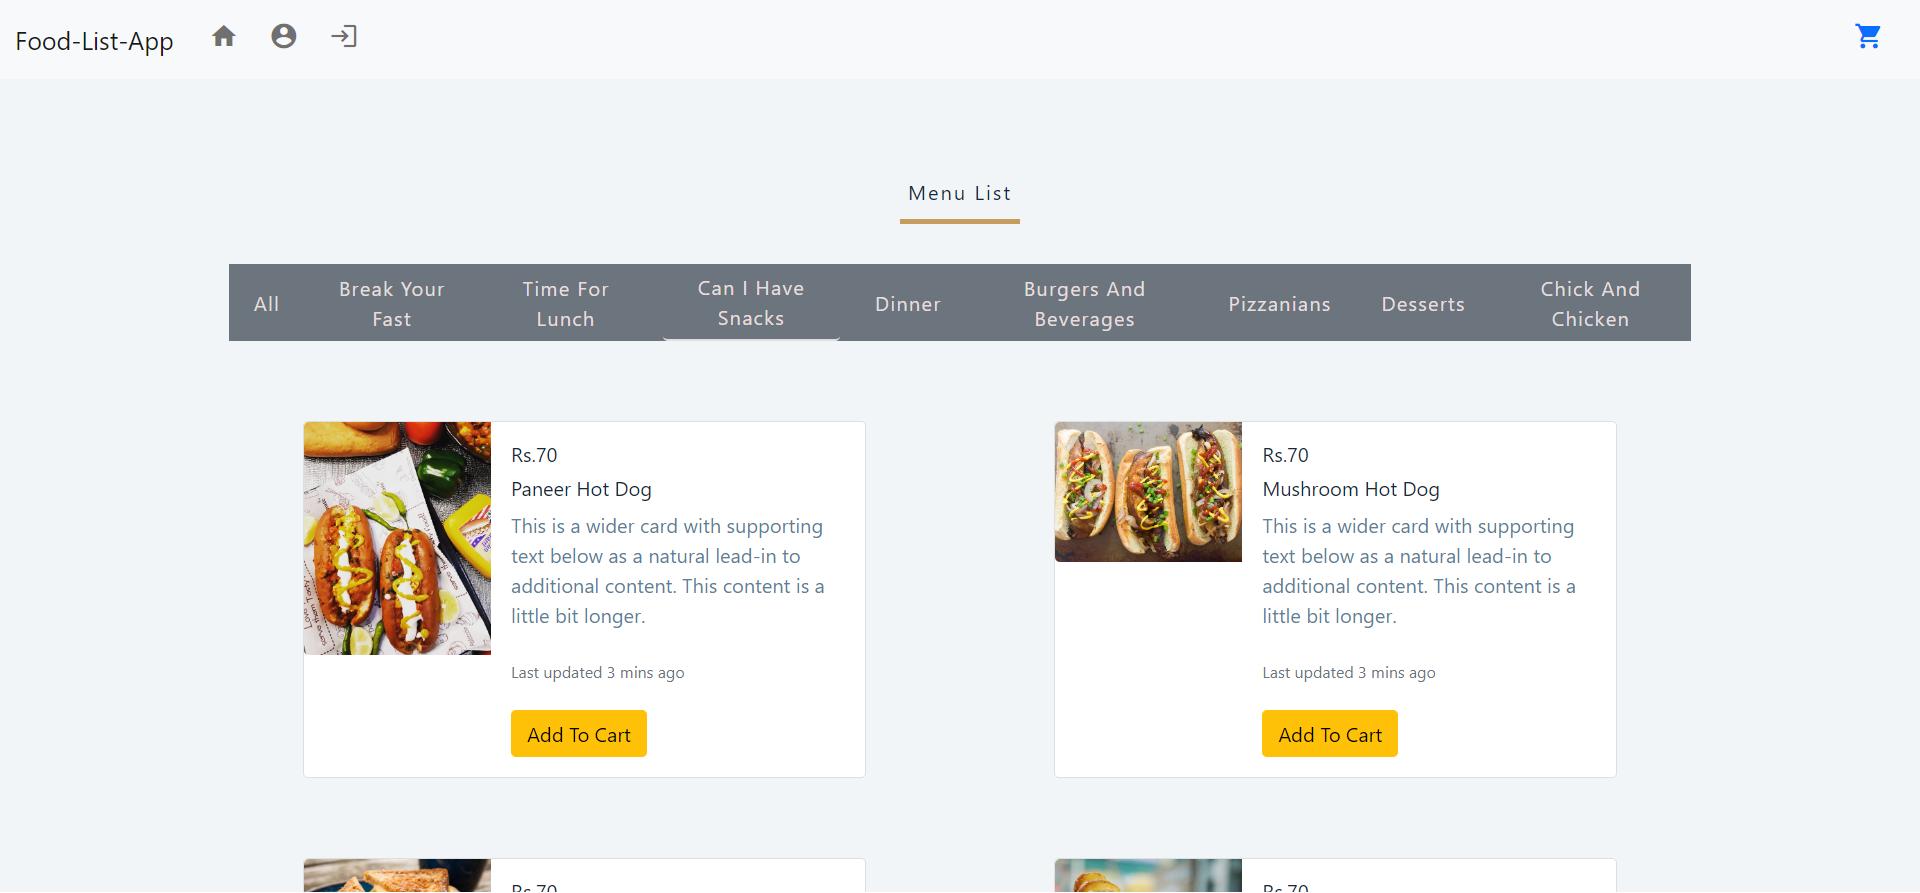 Food-List-App
Menu List
All
Break Your
Fast
Time For
Lunch
Can I Have
Snacks
Dinner
Burgers And
Beverages
Pizzanians
Desserts
Chick And
Chicken
Rs.70
Paneer Hot Dog
This is a wider card with supporting
text below as a natural lead-in to
additional content. This content is a
little bit longer.
Last updated 3 mins ago
Add To Cart
Rs.70
Mushroom Hot Dog
This is a wider card with supporting
text below as a natural lead-in to
additional content. This content is a
little bit longer.
Last updated 3 mins ago
Add To Cart
Rs.70
Rs.70